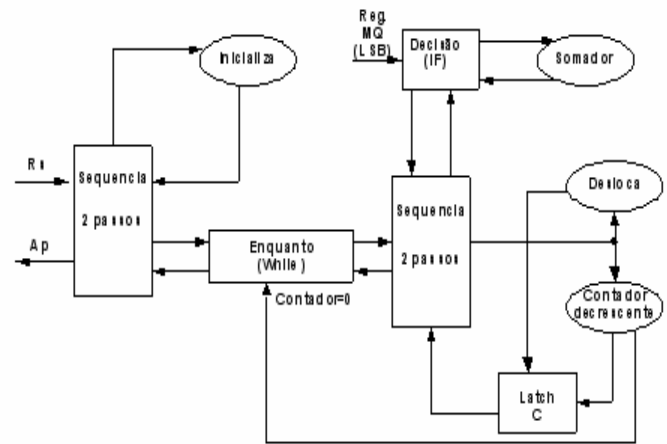 Reg.
MQ
(LSB)
Decisão
(IF)
Somador
Inicializa
Rs
Sequencia
2 passos
Ap
Enquanto
(While)
Contador=0
Sequencia
2 passos
Desloca
Contador
decrescente
Latch
C